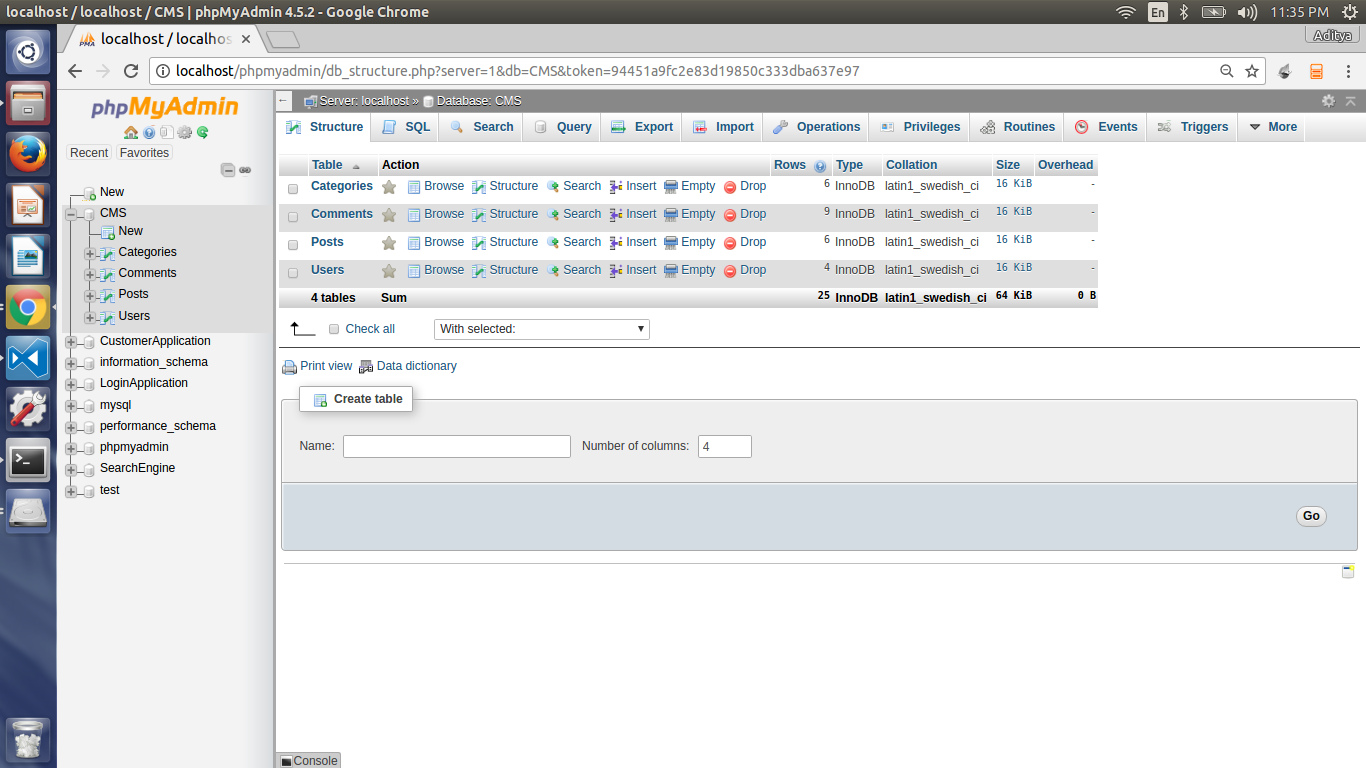 localhost / localhost / CMS | phpMyAdmin 4.5.2 - Google Chrome En 11:35 PM
localhost / localhos × Aditya
localhost/phpmyadmin/db_structure.php?server=1&db=CMS&token=94451a9fc2e83d19850c333dba637e97
phpMyAdmin
Recent Favorites
New
CMS
New
Categories
Comments
Posts
Users
CustomerApplication
information_schema
LoginApplication
mysql
performance_schema
phpmyadmin
SearchEngine
test
← Server: localhost » Database: CMS
Structure SQL Search Query Export Import Operations Privileges Routines Events Triggers More
Table Action Rows Type Collation Size Overhead
Categories Browse Structure Search Insert Empty Drop 6 InnoDB latin1_swedish_ci 16 KiB -
Comments Browse Structure Search Insert Empty Drop 9 InnoDB latin1_swedish_ci 16 KiB -
Posts Browse Structure Search Insert Empty Drop 6 InnoDB latin1_swedish_ci 16 KiB -
Users Browse Structure Search Insert Empty Drop 4 InnoDB latin1_swedish_ci 16 KiB -
4 tables Sum 25 InnoDB latin1_swedish_ci 64 KiB 0 B
Check all With selected:
Print view Data dictionary
Create table
Name: Number of columns: 4
Go
Console